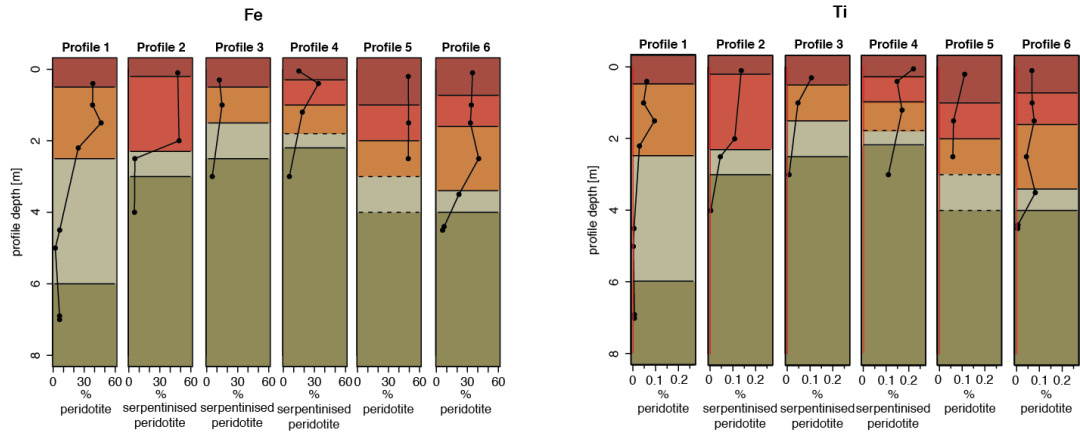 Fe
Profile 1 Profile 2 Profile 3 Profile 4 Profile 5 Profile 6
profile depth [m]
0
2
4
6
8
0 30 60 0 30 60 0 30 60 0 30 60 0 30 60 0 30 60
% % % % % %
peridotite serpentinised serpentinised serpentinised peridotite peridotite
peridotite peridotite peridotite
Ti
Profile 1 Profile 2 Profile 3 Profile 4 Profile 5 Profile 6
profile depth [m]
0
2
4
6
8
0 0.1 0.2 0 0.1 0.2 0 0.1 0.2 0 0.1 0.2 0 0.1 0.2 0 0.1 0.2
% % % % % %
peridotite serpentinised serpentinised serpentinised peridotite peridotite
peridotite peridotite peridotite